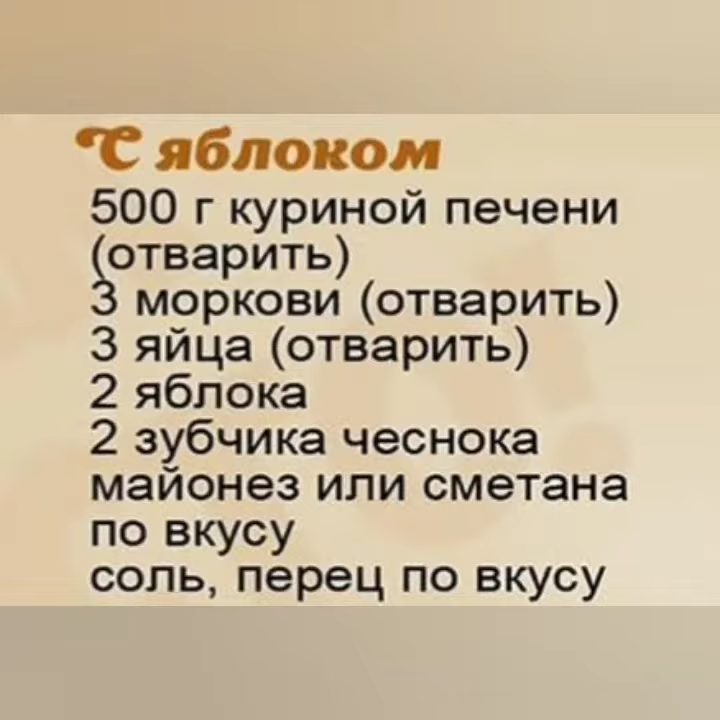 С яблоком
500 г куриной печени
(отварить)
3 моркови (отварить)
3 яйца (отварить)
2 яблока
2 зубчика чеснока
майонез или сметана
по вкусу
соль, перец по вкусу